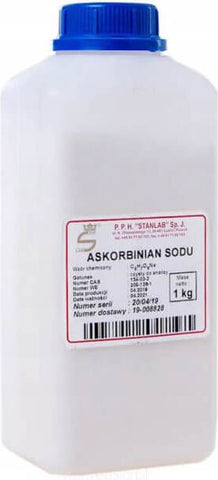 P. P. H. "STANLAB" Sp. J.
ASKORBINIAN SODU
Wzór chemiczny C6H7O6Na
Gatunek czysty do analizy
Numer CAS 134-03-2
Numer WE 205-126-1
Data produkcji 04.2019
Data ważności 04.2021
Numer serii : 20/04/19
Numer dostawy : 19-008828
Masa netto
1 kg